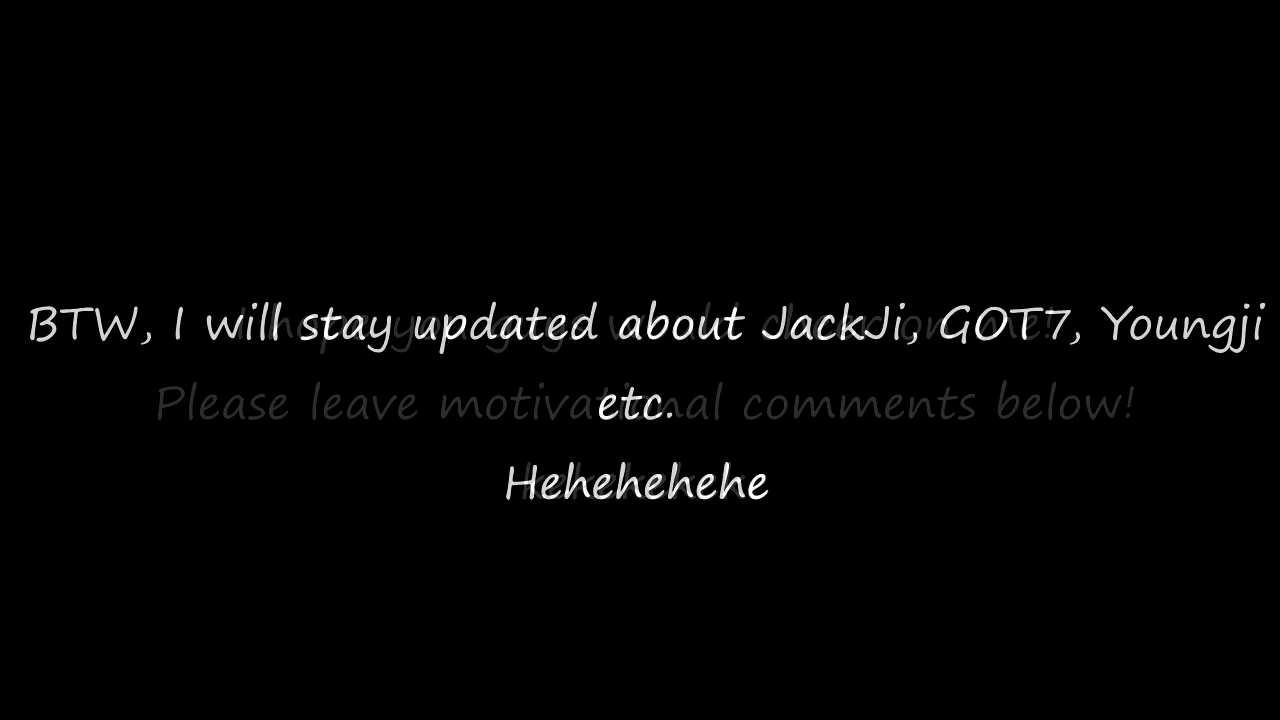 BTW, I will stay updated about JackJi, GOT7, Youngji
etc.
Hehehehehe
Please leave motivational comments below!